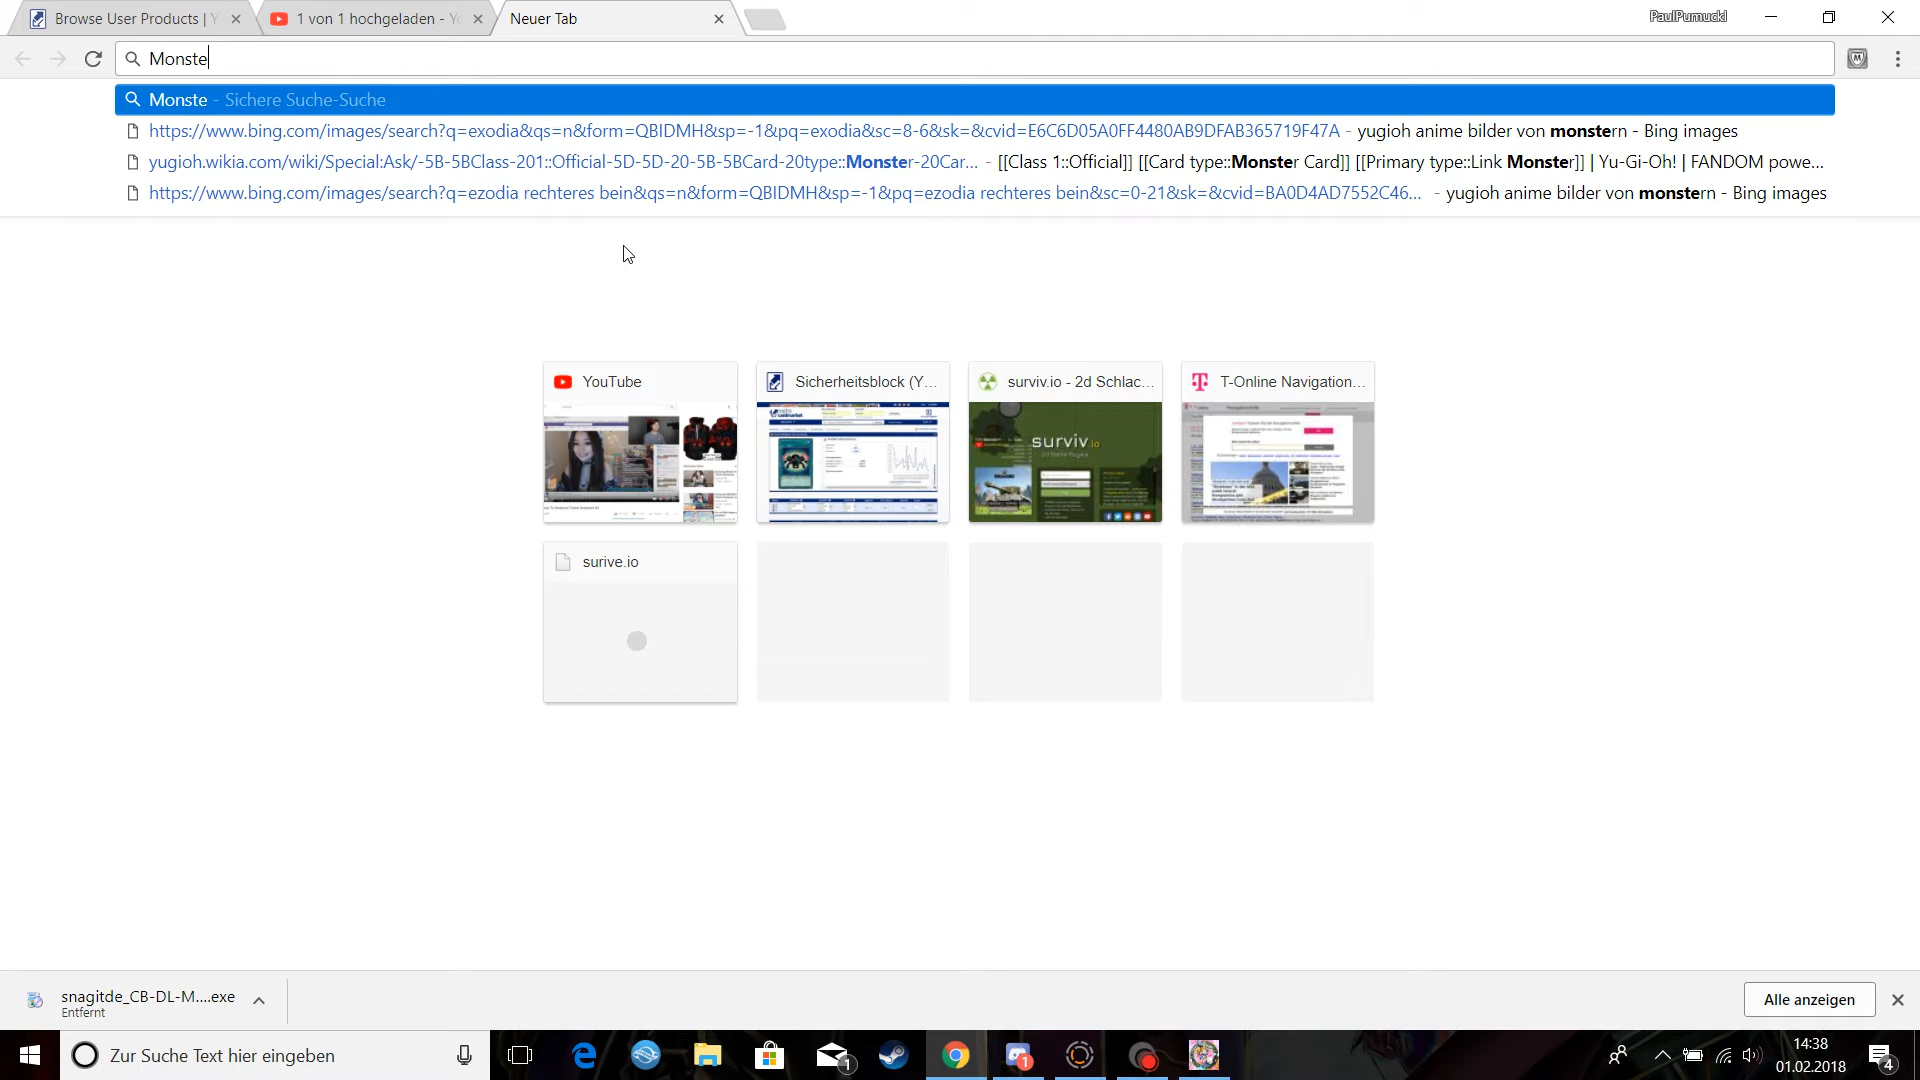 Browse User Products | Y
1 von 1 hochgeladen - Yo
Neuer Tab
PaulPumuckl
Monste
Monste - Sichere Suche-Suche
https://www.bing.com/images/search?q=exodia&qs=n&form=QBIDMH&sp=-1&pq=exodia&sc=8-6&sk=&cvid=E6C6D05A0FF4480AB9DFAB365719F47A - yugioh anime bilder von monstern - Bing images
yugioh.wikia.com/wiki/Special:Ask/-5B-5BClass-201::Official-5D-5D-20-5B-5BCard-20type::Monster-20Car... - [[Class 1::Official]] [[Card type::Monster Card]] [[Primary type::Link Monster]] | Yu-Gi-Oh! | FANDOM powe...
https://www.bing.com/images/search?q=ezodia rechteres bein&qs=n&form=QBIDMH&sp=-1&pq=ezodia rechteres bein&sc=0-21&sk=&cvid=BA0D4AD7552C46... - yugioh anime bilder von monstern - Bing images
YouTube
Sicherheitsblock (Y...
surviv.io - 2d Schlac...
T-Online Navigation...
surviv.io
surive.io
snagitde_CB-DL-M....exe
Entfernt
Alle anzeigen
Zur Suche Text hier eingeben
1
1
14:38
01.02.2018
4